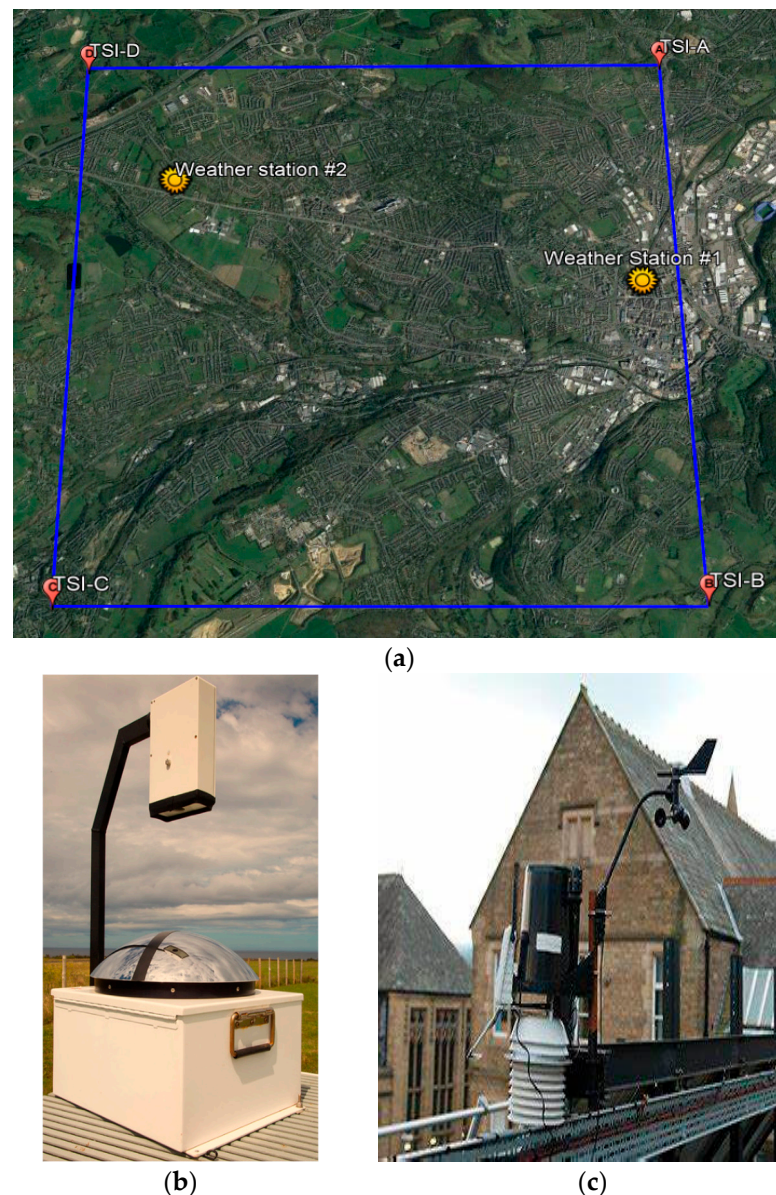 D TSI-D
A TSI-A
Weather station #2
Weather Station #1
C TSI-C
B TSI-B
(a)
(b) (c)